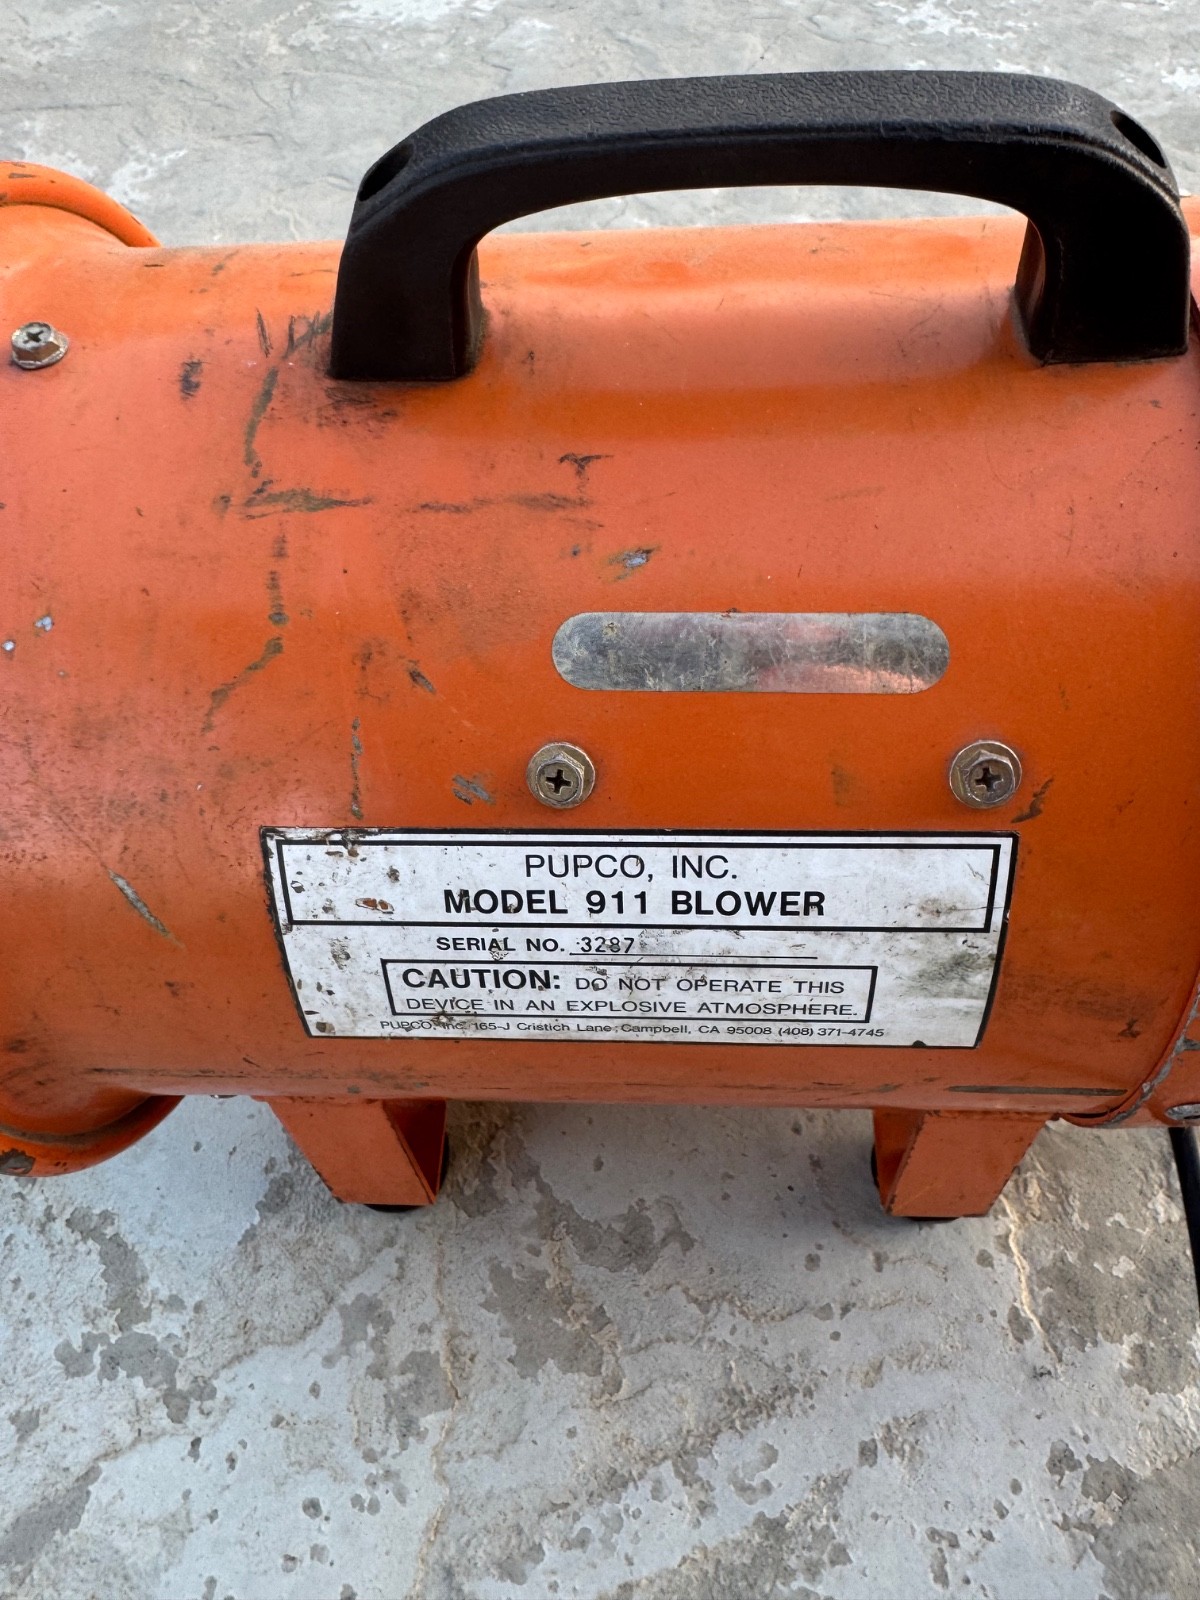 PUPCO, INC.
MODEL 911 BLOWER
SERIAL NO. 3287
CAUTION: DO NOT OPERATE THIS
DEVICE IN AN EXPLOSIVE ATMOSPHERE.
PUPCO, Inc. 165-J Cristich Lane, Campbell, CA 95008 (408) 371-4745